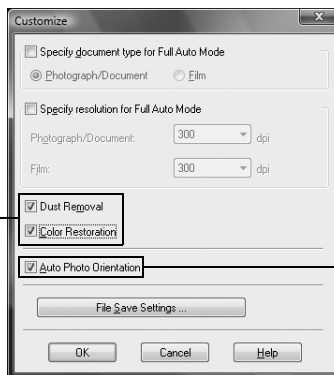 Customize
Specify document type for Full Auto Mode
Photograph/Document Film
Specify resolution for Full Auto Mode
Photograph/Document: 300 dpi
Film: 300 dpi
Dust Removal
Color Restoration
Auto Photo Orientation
File Save Settings ...
OK Cancel Help